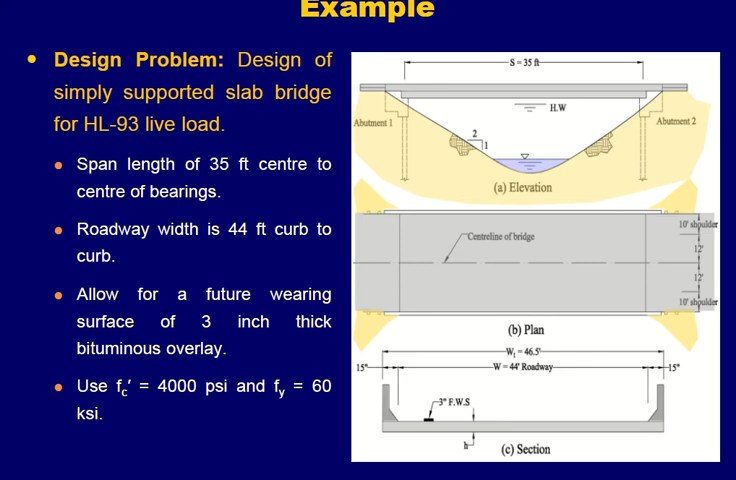 Example
• Design Problem: Design of
simply supported slab bridge
for HL-93 live load.
• Span length of 35 ft centre to
centre of bearings.
• Roadway width is 44 ft curb to
curb.
• Allow for a future wearing
surface of 3 inch thick
bituminous overlay.
• Use fc′ = 4000 psi and fy = 60
ksi.
S = 35 ft
H.W
Abutment 1
Abutment 2
2
1
(a) Elevation
10' shoulder
Centreline of bridge
12'
12'
10' shoulder
(b) Plan
W1 = 46.5'
15"
W = 44' Roadway
15"
3" F.W.S
h
(c) Section